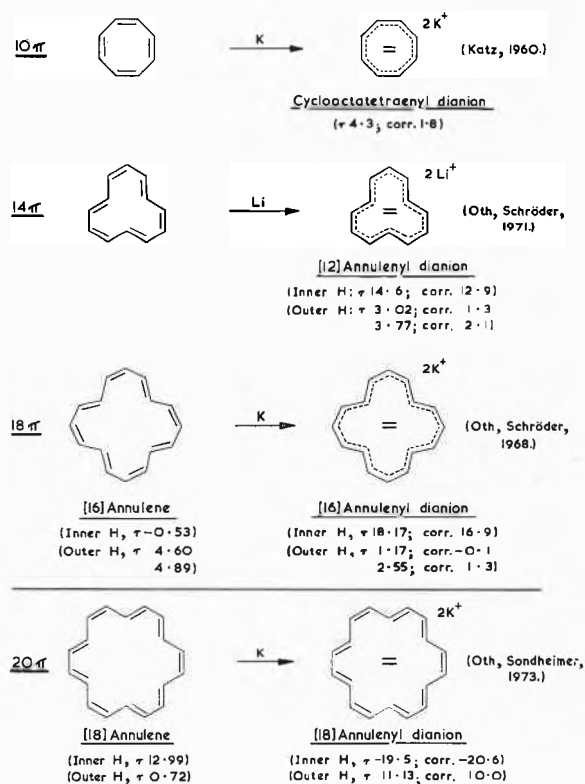 10π
K
2K⁺
(Katz, 1960.)
Cyclooctatetraenyl dianion
(τ 4·3; corr. 1·8)
14π
Li
2 Li⁺
(Oth, Schröder,
1971.)
[12]Annulenyl dianion
(Inner H: τ 14·6; corr. 12·9)
(Outer H: τ 3·02; corr. 1·3
3·77; corr. 2·1)
18π
K
2K⁺
(Oth, Schröder,
1968.)
[16]Annulene
(Inner H, τ-0·53)
(Outer H, τ 4·60
4·89)
[16]Annulenyl dianion
(Inner H, τ 18·17; corr. 16·9)
(Outer H, τ 1·17; corr.-0·1
2·55; corr. 1·3)
20π
K
2K⁺
(Oth, Sondheimer,
1973.)
[18]Annulene
(Inner H, τ 12·99)
(Outer H, τ 0·72)
[18]Annulenyl dianion
(Inner H, τ -19·5; corr. -20·6)
(Outer H, τ 11·13, corr. 10·0)